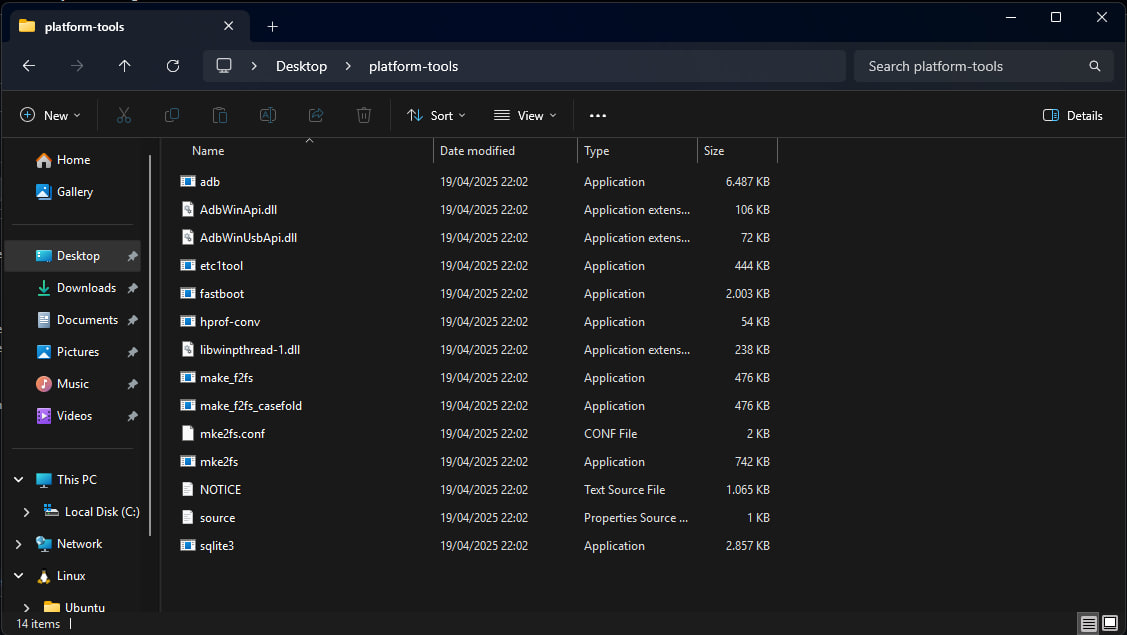 platform-tools
Desktop platform-tools Search platform-tools
New Sort View Details
Name Date modified Type Size
Home
Gallery
Desktop
Downloads
Documents
Pictures
Music
Videos
This PC
Local Disk (C:)
Network
Linux
Ubuntu
adb 19/04/2025 22:02 Application 6.487 KB
AdbWinApi.dll 19/04/2025 22:02 Application extens... 106 KB
AdbWinUsbApi.dll 19/04/2025 22:02 Application extens... 72 KB
etc1tool 19/04/2025 22:02 Application 444 KB
fastboot 19/04/2025 22:02 Application 2.003 KB
hprof-conv 19/04/2025 22:02 Application 54 KB
libwinpthread-1.dll 19/04/2025 22:02 Application extens... 238 KB
make_f2fs 19/04/2025 22:02 Application 476 KB
make_f2fs_casefold 19/04/2025 22:02 Application 476 KB
mke2fs.conf 19/04/2025 22:02 CONF File 2 KB
mke2fs 19/04/2025 22:02 Application 742 KB
NOTICE 19/04/2025 22:02 Text Source File 1.065 KB
source 19/04/2025 22:02 Properties Source ... 1 KB
sqlite3 19/04/2025 22:02 Application 2.857 KB
14 items